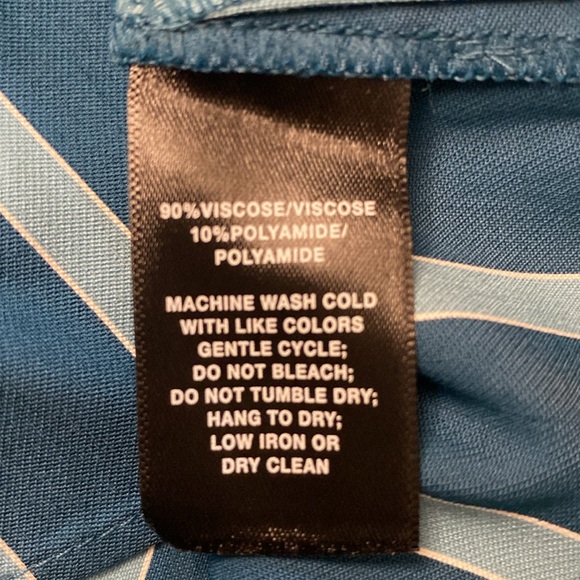 90%VISCOSE/VISCOSE
10%POLYAMIDE/
POLYAMIDE
MACHINE WASH COLD
WITH LIKE COLORS
GENTLE CYCLE;
DO NOT BLEACH;
DO NOT TUMBLE DRY;
HANG TO DRY;
LOW IRON OR
DRY CLEAN